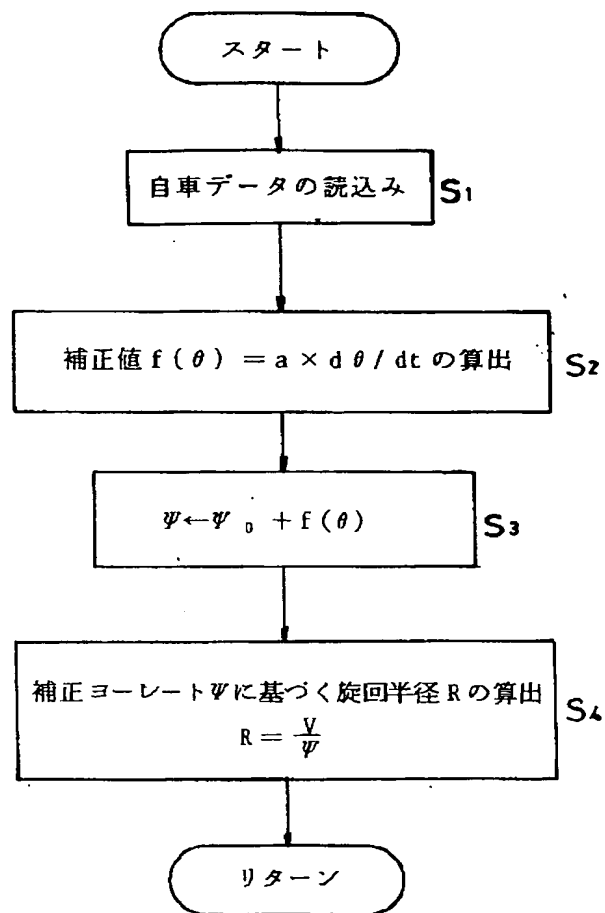 スタート
自車データの読込み S1
補正値 f(θ) = a × dθ/dt の算出 S2
Ψ←Ψ0 + f(θ) S3
補正ヨーレートΨに基づく旋回半径Rの算出 S4
R = V/Ψ
リターン